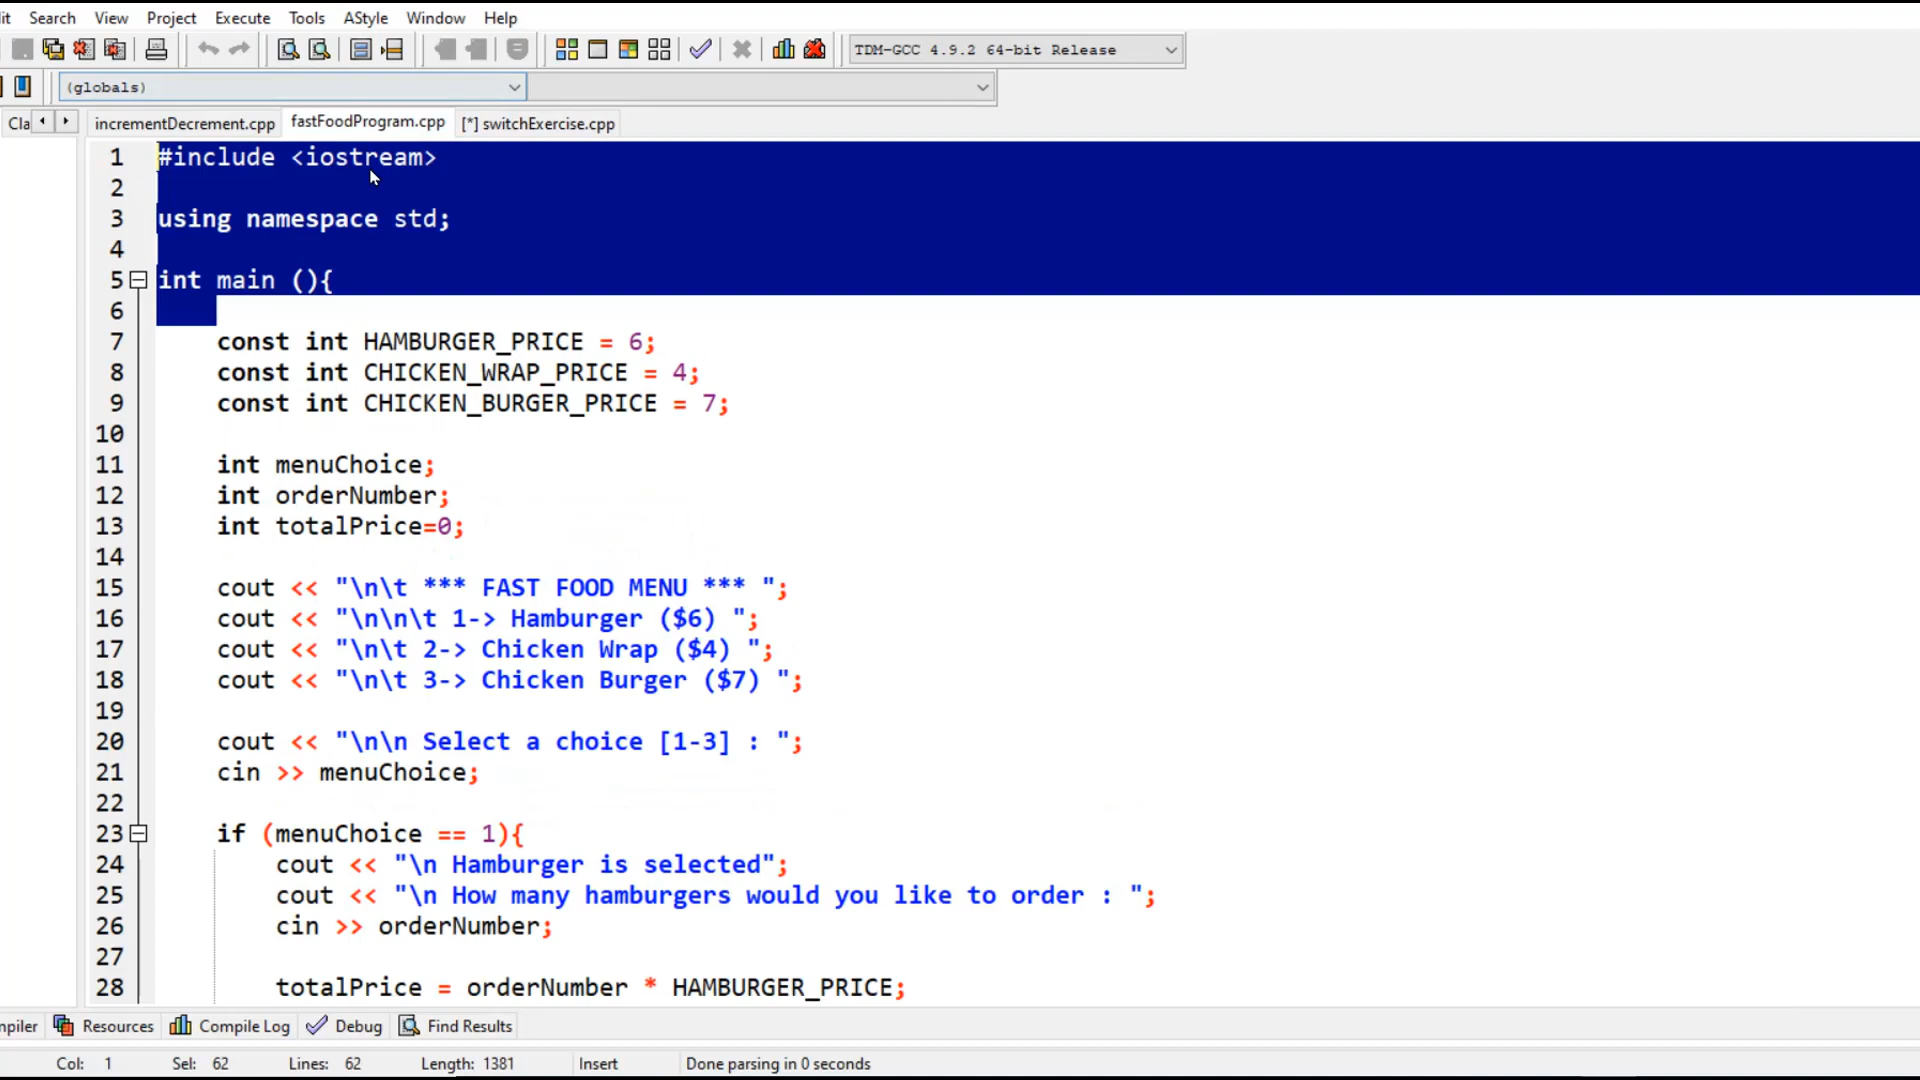 it Search View Project Execute Tools AStyle Window Help
TDM-GCC 4.9.2 64-bit Release
(globals)
Cla incrementDecrement.cpp fastFoodProgram.cpp [*] switchExercise.cpp
1 #include <iostream>
2
3 using namespace std;
4
5 int main (){
6
7 const int HAMBURGER_PRICE = 6;
8 const int CHICKEN_WRAP_PRICE = 4;
9 const int CHICKEN_BURGER_PRICE = 7;
10
11 int menuChoice;
12 int orderNumber;
13 int totalPrice=0;
14
15 cout << "\n\t *** FAST FOOD MENU *** ";
16 cout << "\n\n\t 1-> Hamburger ($6) ";
17 cout << "\n\t 2-> Chicken Wrap ($4) ";
18 cout << "\n\t 3-> Chicken Burger ($7) ";
19
20 cout << "\n\n Select a choice [1-3] : ";
21 cin >> menuChoice;
22
23 if (menuChoice == 1){
24 cout << "\n Hamburger is selected";
25 cout << "\n How many hamburgers would you like to order : ";
26 cin >> orderNumber;
27
28 totalPrice = orderNumber * HAMBURGER_PRICE;
mpiler Resources Compile Log Debug Find Results
Col: 1 Sel: 62 Lines: 62 Length: 1381 Insert Done parsing in 0 seconds